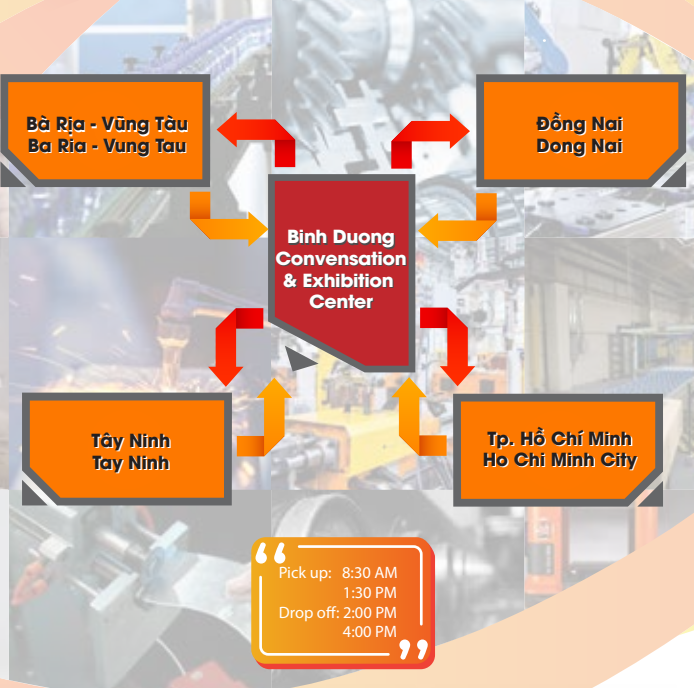 Bà Rịa - Vũng Tàu
Ba Ria - Vung Tau
Đồng Nai
Dong Nai
Binh Duong
Convensation
& Exhibition
Center
Tây Ninh
Tay Ninh
Tp. Hồ Chí Minh
Ho Chi Minh City
Pick up: 8:30 AM
1:30 PM
Drop off: 2:00 PM
4:00 PM